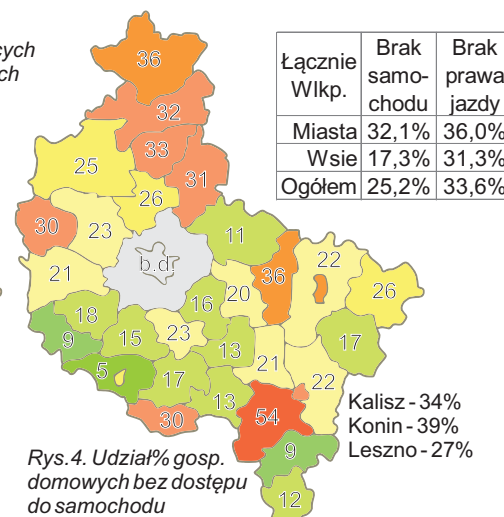 cych
ch
Łącznie Wlkp.
Brak samo-chodu
Brak prawa jazdy
Miasta 32,1% 36,0%
Wsie 17,3% 31,3%
Ogółem 25,2% 33,6%
36
32
33
25
31
26
30
23
11
b.d.
22
21
20
36
26
18
16
9
15
23
13
17
5
17
21
22
13
30
54
9
12
Kalisz - 34%
Konin - 39%
Leszno - 27%
Rys.4. Udział% gosp.
domowych bez dostępu
do samochodu